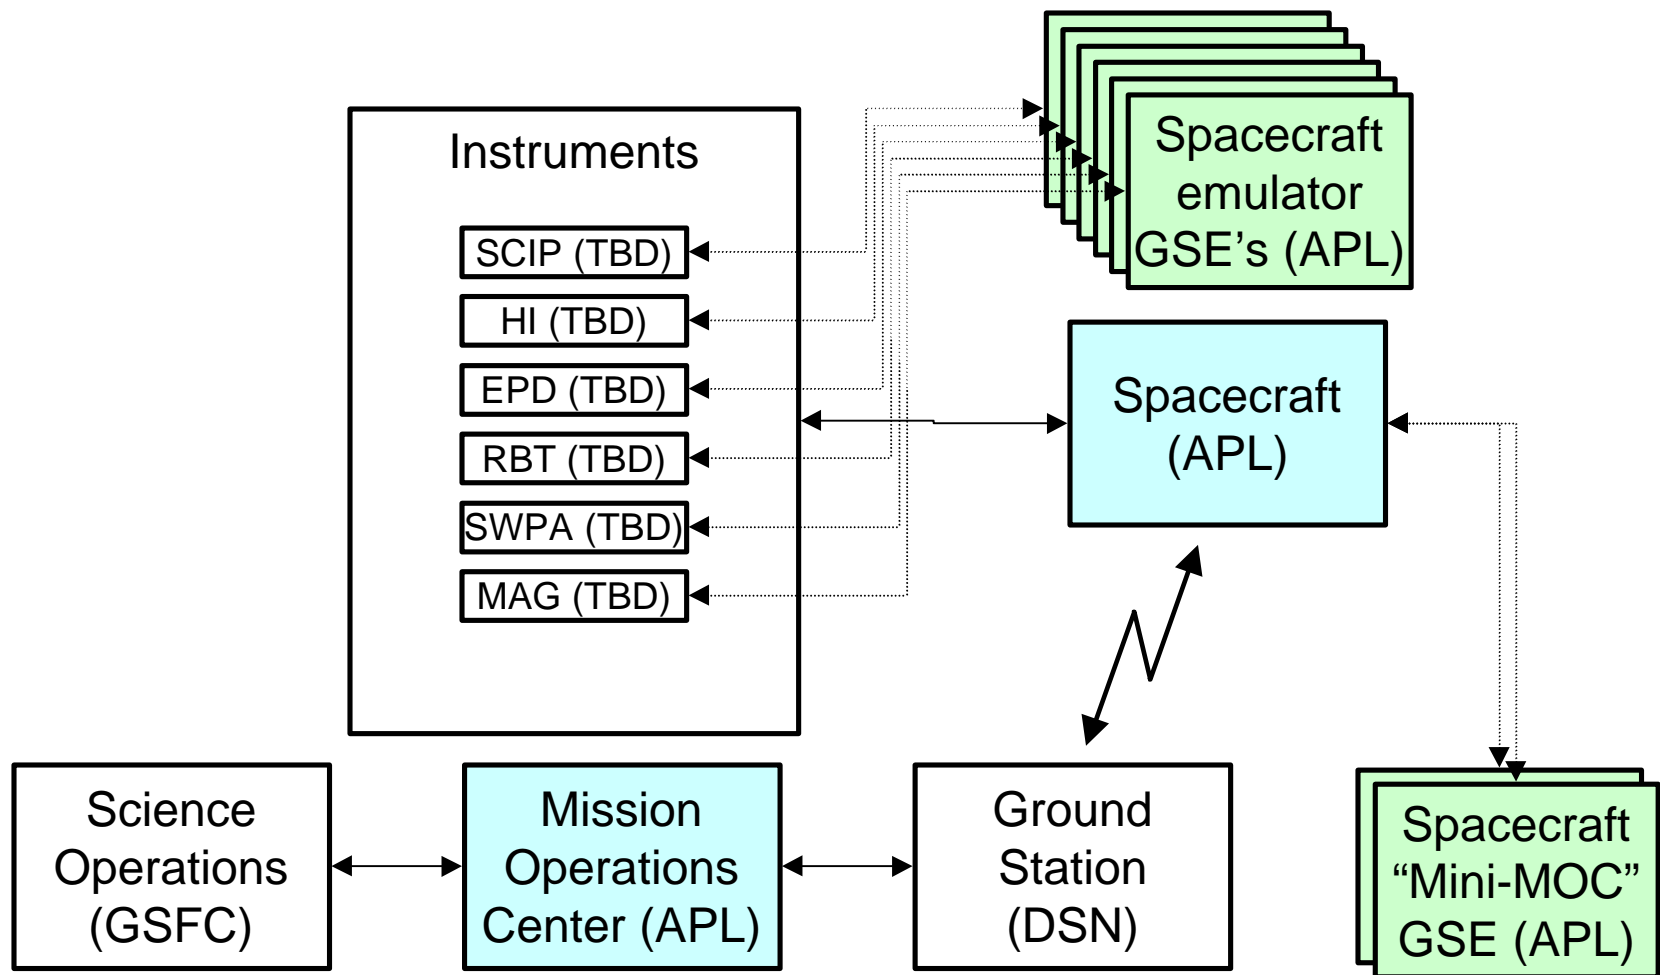 Instruments
SCIP (TBD)
HI (TBD)
EPD (TBD)
RBT (TBD)
SWPA (TBD)
MAG (TBD)
Spacecraft
emulator
GSE’s (APL)
Spacecraft
(APL)
Science
Operations
(GSFC)
Mission
Operations
Center (APL)
Ground
Station
(DSN)
Spacecraft
“Mini-MOC”
GSE (APL)